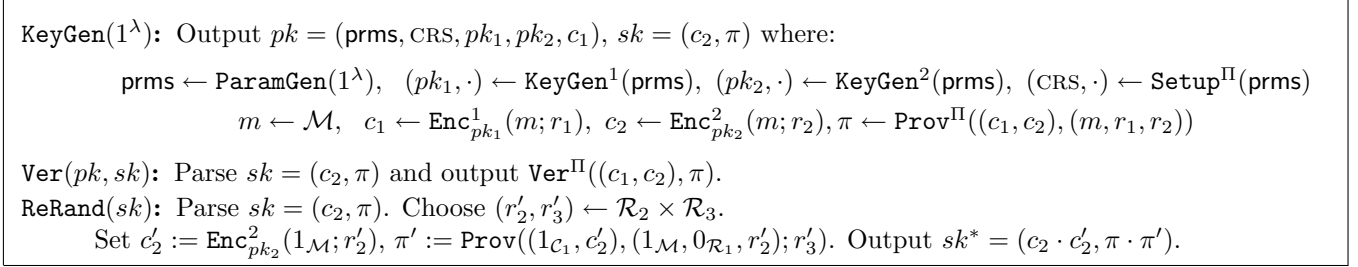 KeyGen(1^λ): Output pk = (prms, CRS, pk_1, pk_2, c_1), sk = (c_2, π) where:
prms ← ParamGen(1^λ), (pk_1, ·) ← KeyGen^1(prms), (pk_2, ·) ← KeyGen^2(prms), (CRS, ·) ← Setup^Π(prms)
m ← ℳ, c_1 ← Enc^1_{pk_1}(m; r_1), c_2 ← Enc^2_{pk_2}(m; r_2), π ← Prov^Π((c_1, c_2), (m, r_1, r_2))
Ver(pk, sk): Parse sk = (c_2, π) and output Ver^Π((c_1, c_2), π).
ReRand(sk): Parse sk = (c_2, π). Choose (r'_2, r'_3) ← ℛ_2 × ℛ_3.
Set c'_2 := Enc^2_{pk_2}(1_ℳ; r'_2), π' := Prov((1_{𝒞_1}, c'_2), (1_ℳ, 0_{ℛ_1}, r'_2); r'_3). Output sk^* = (c_2 · c'_2, π · π').